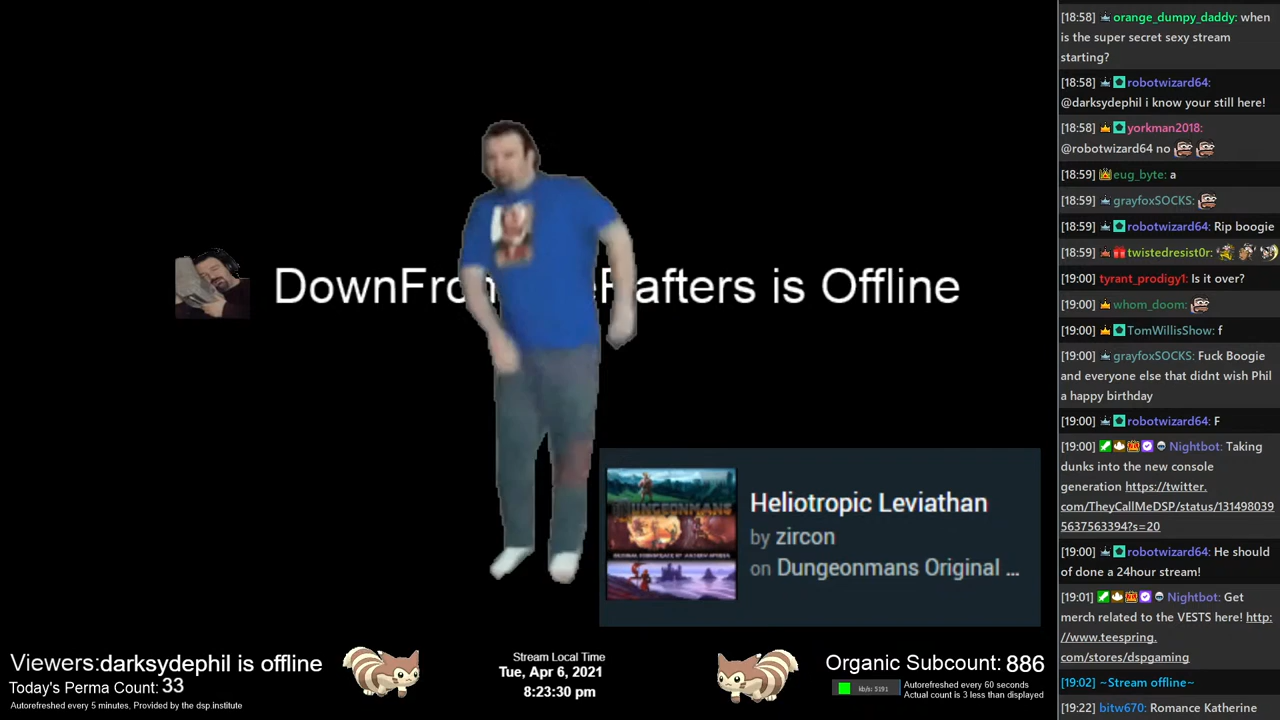 DownFro eRafters is Offline
DUNGEONMANS
Heliotropic Leviathan
by zircon
on Dungeonmans Original ...
Viewers:darksydephil is offline
Today's Perma Count: 33
Autorefreshed every 5 minutes. Provided by the dsp.institute
Stream Local Time
Tue, Apr 6, 2021
8:23:30 pm
Organic Subcount: 886
kb/s: 5191
Autorefreshed every 60 seconds
Actual count is 3 less than displayed
[18:58] orange_dumpy_daddy: when
is the super secret sexy stream
starting?
[18:58] robotwizard64:
@darksydephil i know your still here!
[18:58] yorkman2018:
@robotwizard64 no
[18:59] eug_byte: a
[18:59] grayfoxSOCKS:
[18:59] robotwizard64: Rip boogie
[18:59] twistedresist0r:
[19:00] tyrant_prodigy1: Is it over?
[19:00] whom_doom:
[19:00] TomWillisShow: f
[19:00] grayfoxSOCKS: Fuck Boogie
and everyone else that didnt wish Phil
a happy birthday
[19:00] robotwizard64: F
[19:00] Nightbot: Taking
dunks into the new console
generation https://twitter.
com/TheyCallMeDSP/status/131498039
5637563394?s=20
[19:00] robotwizard64: He should
of done a 24hour stream!
[19:01] Nightbot: Get
merch related to the VESTS here! http:
//www.teespring.
com/stores/dspgaming
[19:02] ~Stream offline~
[19:22] bitw670: Romance Katherine